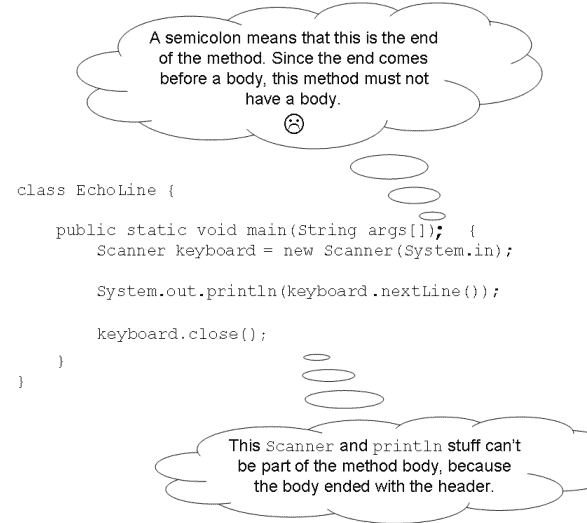 A semicolon means that this is the end
of the method. Since the end comes
before a body, this method must not
have a body.
class EchoLine {
public static void main(String args[]); {
Scanner keyboard = new Scanner(System.in);
System.out.println(keyboard.nextLine());
keyboard.close();
}
}
This Scanner and println stuff can't
be part of the method body, because
the body ended with the header.